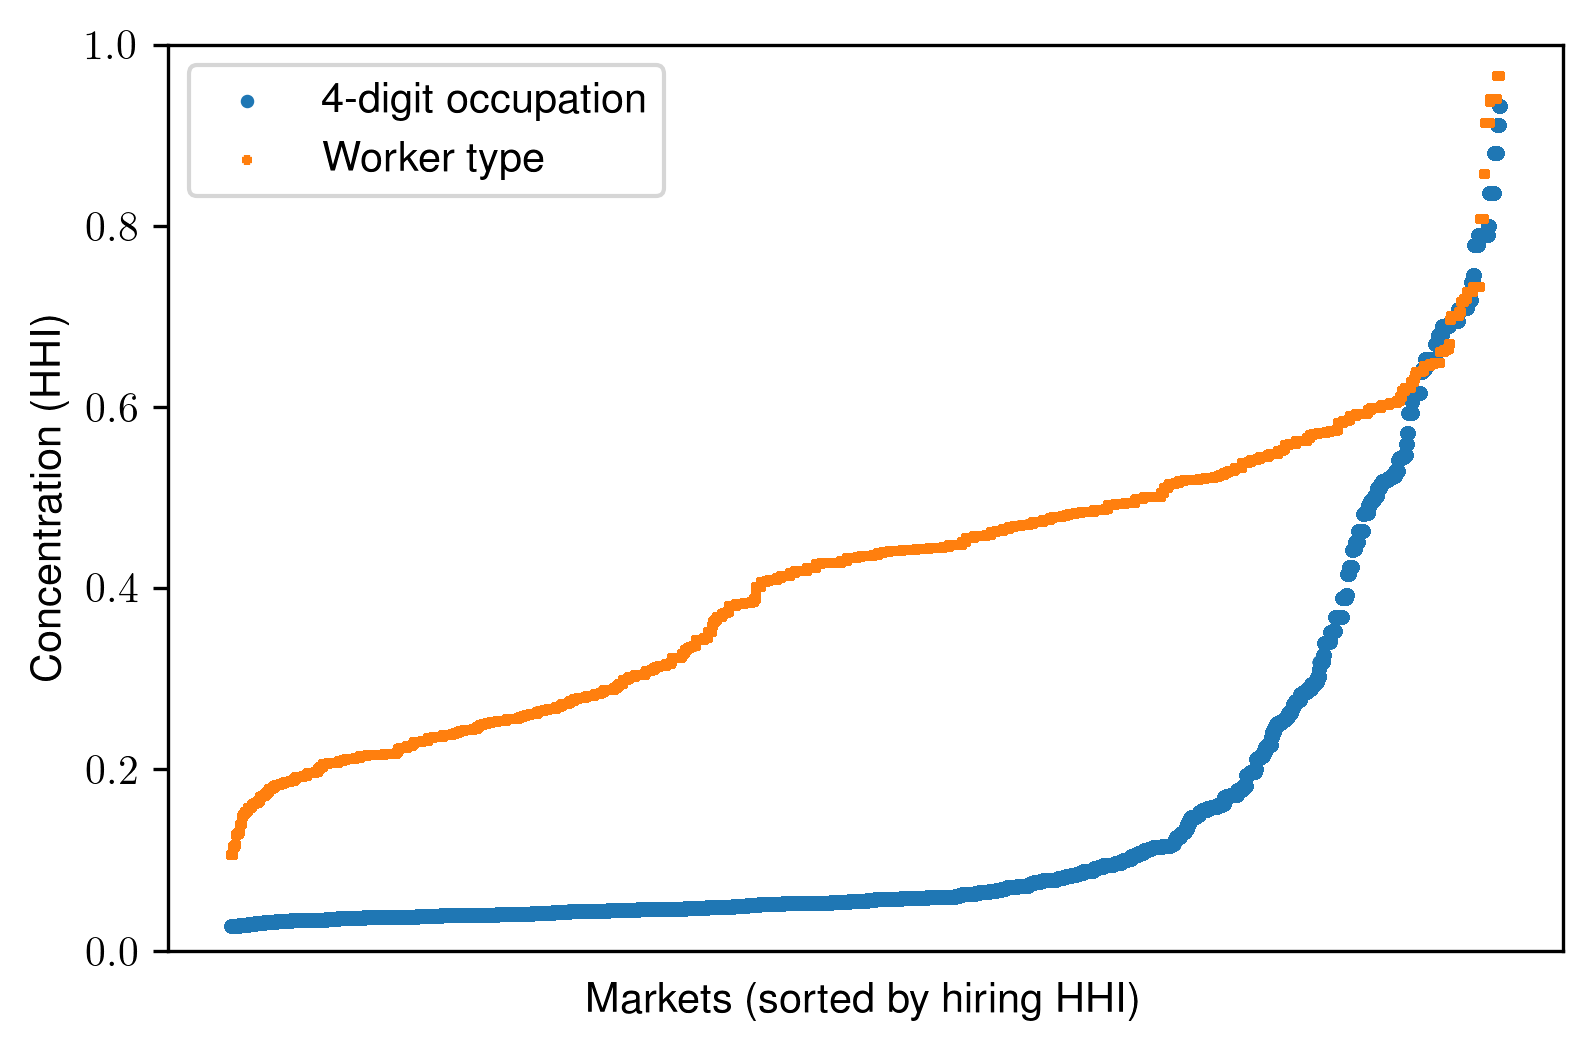 1.0
0.8
0.6
0.4
0.2
0.0
Concentration (HHI)
4-digit occupation
Worker type
Markets (sorted by hiring HHI)